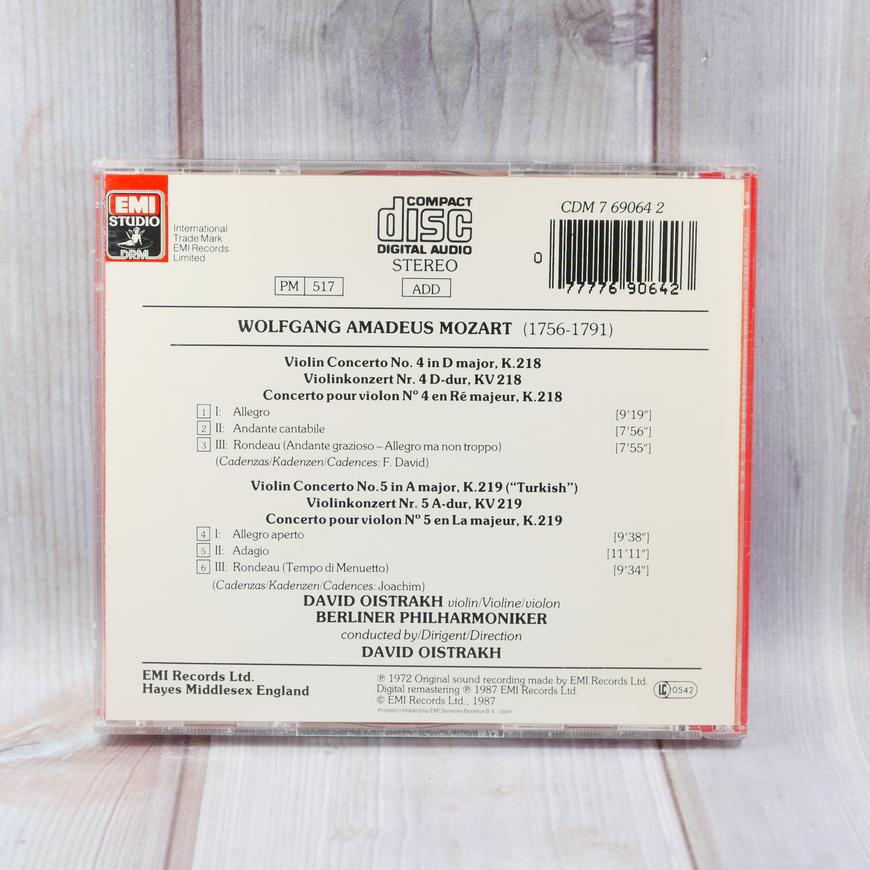 EMI
STUDIO
DRM
International
Trade Mark
EMI Records
Limited
COMPACT
disc
DIGITAL AUDIO
STEREO
PM 517
ADD
CDM 7 69064 2
0 77776 90642
WOLFGANG AMADEUS MOZART (1756-1791)
Violin Concerto No. 4 in D major, K.218
Violinkonzert Nr. 4 D-dur, KV 218
Concerto pour violon Nº 4 en Ré majeur, K.218
1 I: Allegro [9'19"]
2 II: Andante cantabile [7'56"]
3 III: Rondeau (Andante grazioso – Allegro ma non troppo) [7'55"]
(Cadenzas/Kadenzen/Cadences: F. David)
Violin Concerto No. 5 in A major, K.219 (“Turkish”)
Violinkonzert Nr. 5 A-dur, KV 219
Concerto pour violon Nº 5 en La majeur, K.219
4 I: Allegro aperto [9'38"]
5 II: Adagio [11'11"]
6 III: Rondeau (Tempo di Menuetto) [9'34"]
(Cadenzas/Kadenzen/Cadences: Joachim)
DAVID OISTRAKH violin/Violine/violon
BERLINER PHILHARMONIKER
conducted by/Dirigent/Direction
DAVID OISTRAKH
EMI Records Ltd.
Hayes Middlesex England
℗ 1972 Original sound recording made by EMI Records Ltd.
Digital remastering ℗ 1987 EMI Records Ltd.
© EMI Records Ltd., 1987
Printed in Holland by EMI Services Benelux B.V., Uden
LC 0542